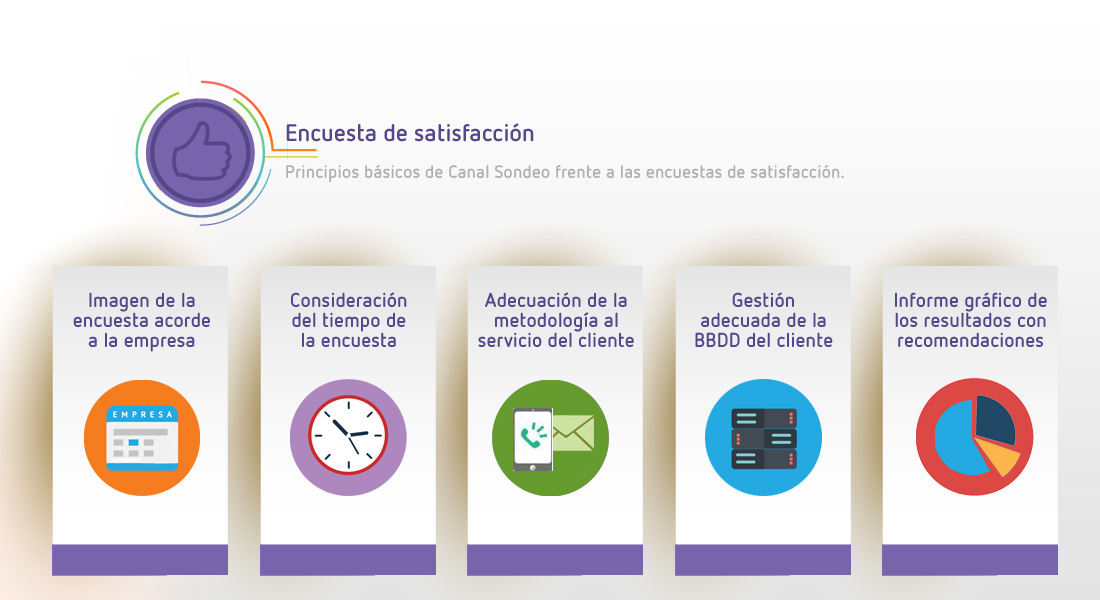 Encuesta de satisfacción
Principios básicos de Canal Sondeo frente a las encuestas de satisfacción.
Imagen de la
encuesta acorde
a la empresa
EMPRESA
Consideración
del tiempo de
la encuesta
Adecuación de la
metodología al
servicio del cliente
Gestión
adecuada de la
BBDD del cliente
Informe gráfico de
los resultados con
recomendaciones